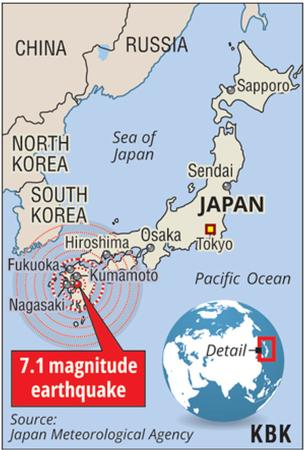 CHINA
RUSSIA
Sapporo
NORTH
KOREA
Sea of
Japan
Sendai
SOUTH
KOREA
JAPAN
Tokyo
Osaka
Hiroshima
Fukuoka
Kumamoto
Pacific Ocean
Nagasaki
7.1 magnitude
earthquake
Detail
Source:
Japan Meteorological Agency
KBK